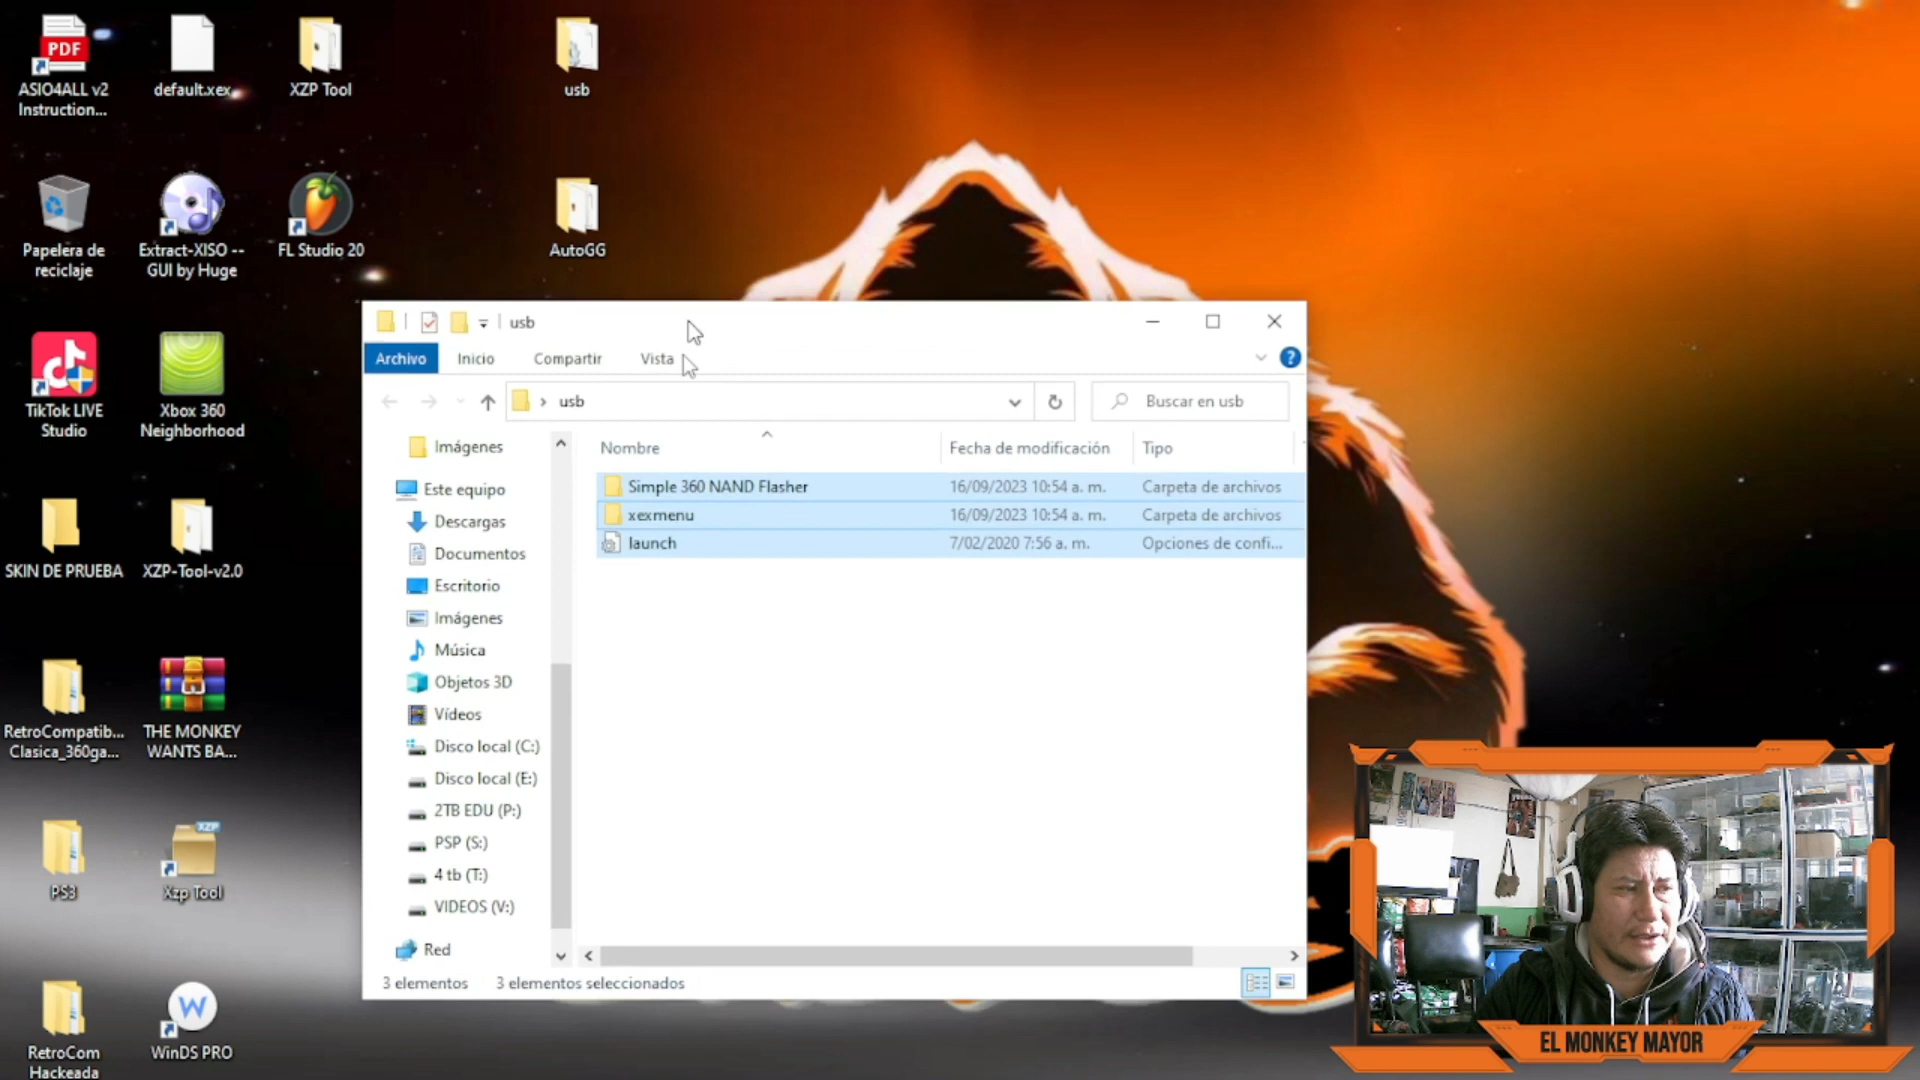 PDF
ASIO4ALL v2
Instruction...
default.xex
XZP Tool
usb
Papelera de
reciclaje
Extract-XISO --
GUI by Huge
FL Studio 20
AutoGG
TikTok LIVE
Studio
Xbox 360
Neighborhood
SKIN DE PRUEBA
XZP-Tool-v2.0
RetroCompatib...
Clasica_360ga...
THE MONKEY
WANTS BA...
PS3
XZP
Xzp Tool
RetroCom
Hackeada
W
WinDS PRO
usb
Archivo
Inicio
Compartir
Vista
?
usb
Buscar en usb
Nombre
Fecha de modificación
Tipo
Simple 360 NAND Flasher
16/09/2023 10:54 a. m.
Carpeta de archivos
xexmenu
16/09/2023 10:54 a. m.
Carpeta de archivos
launch
7/02/2020 7:56 a. m.
Opciones de confi...
Imágenes
Este equipo
Descargas
Documentos
Escritorio
Imágenes
Música
Objetos 3D
Vídeos
Disco local (C:)
Disco local (E:)
2TB EDU (P:)
PSP (S:)
4 tb (T:)
VIDEOS (V:)
Red
3 elementos
3 elementos seleccionados
EL MONKEY MAYOR